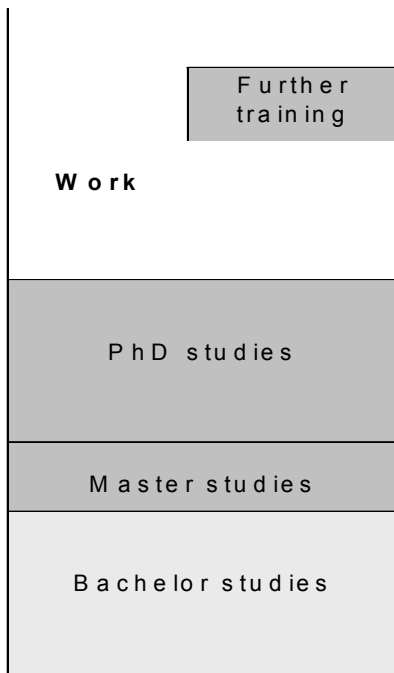 Further
training
Work
PhD studies
Master studies
Bachelor studies